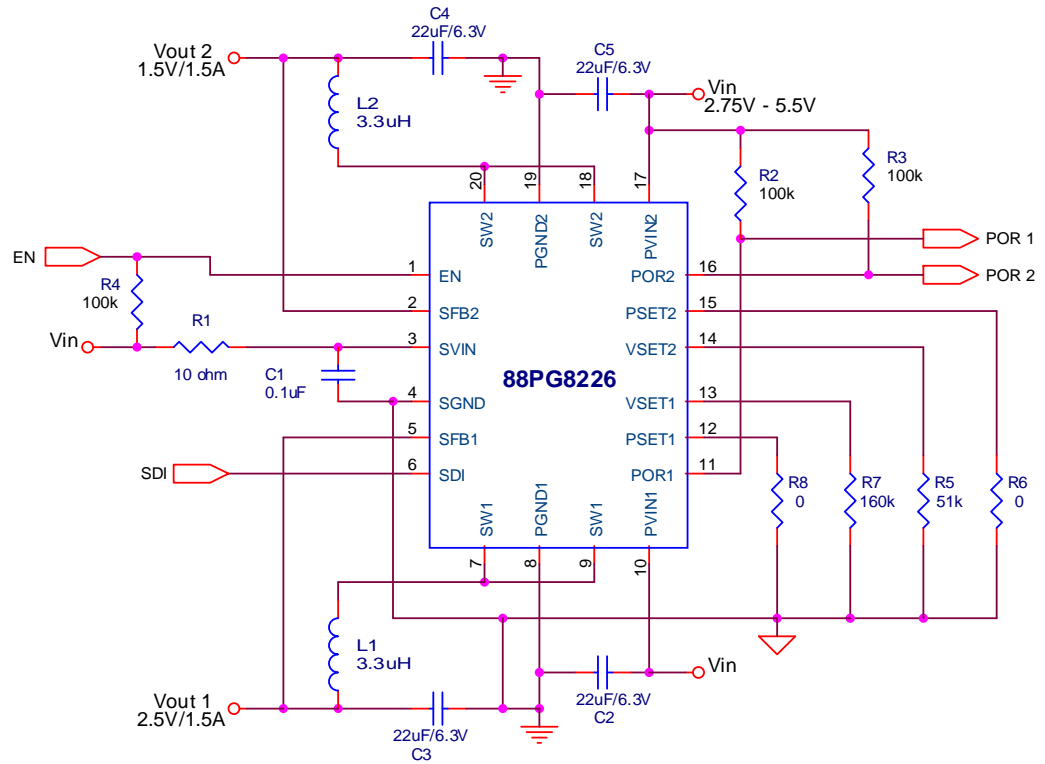 C4
22uF/6.3V
Vout 2
1.5V/1.5A
C5
22uF/6.3V
Vin
2.75V - 5.5V
L2
3.3uH
R3
100k
R2
100k
20
19
18
17
SW2
PGND2
SW2
PVIN2
POR 1
EN
1
EN
POR2
16
POR 2
R4
100k
2
SFB2
PSET2
15
R1
Vin
3
SVIN
VSET2
14
10 ohm
C1
0.1uF
88PG8226
4
SGND
VSET1
13
5
SFB1
PSET1
12
SDI
6
SDI
POR1
11
R8
0
R7
160k
R5
51k
R6
0
SW1
PGND1
SW1
PVIN1
7
8
9
10
L1
3.3uH
Vin
22uF/6.3V
C2
Vout 1
2.5V/1.5A
22uF/6.3V
C3